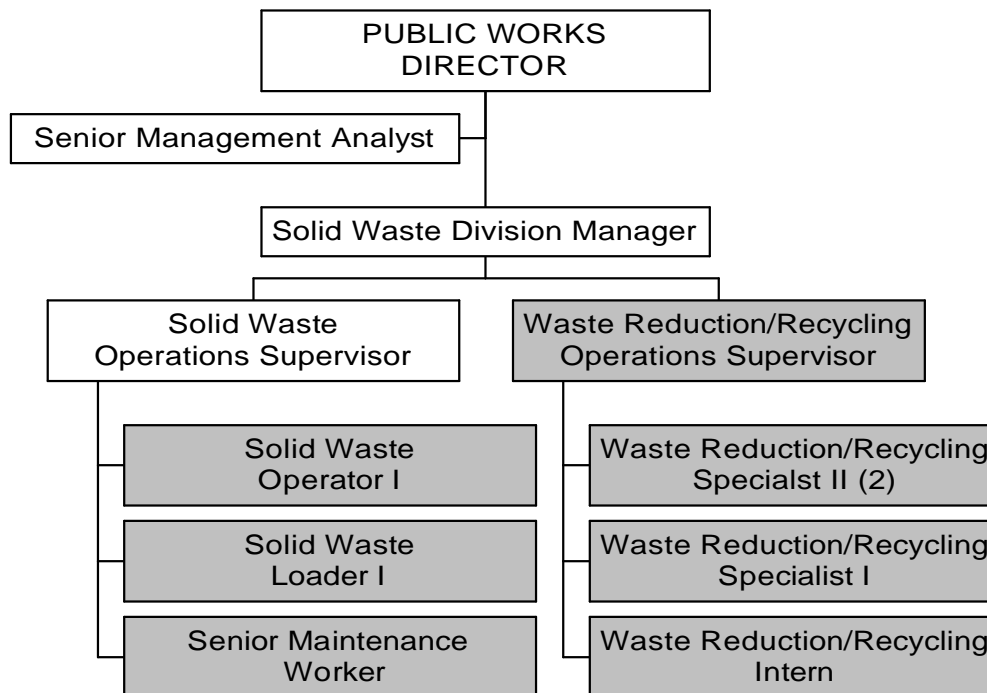 PUBLIC WORKS
DIRECTOR
Senior Management Analyst
Solid Waste Division Manager
Solid Waste
Operations Supervisor
Waste Reduction/Recycling
Operations Supervisor
Solid Waste
Operator I
Solid Waste
Loader I
Senior Maintenance
Worker
Waste Reduction/Recycling
Specialst II (2)
Waste Reduction/Recycling
Specialist I
Waste Reduction/Recycling
Intern